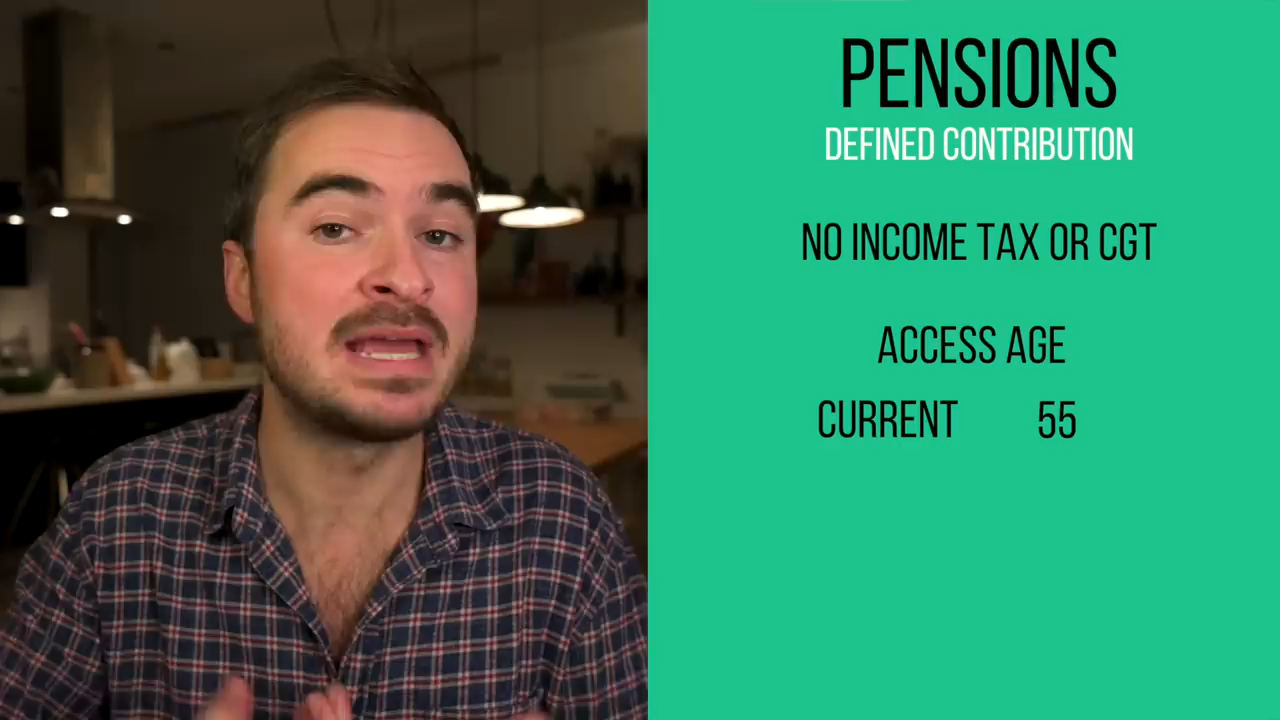 PENSIONS
DEFINED CONTRIBUTION
NO INCOME TAX OR CGT
ACCESS AGE
CURRENT 55